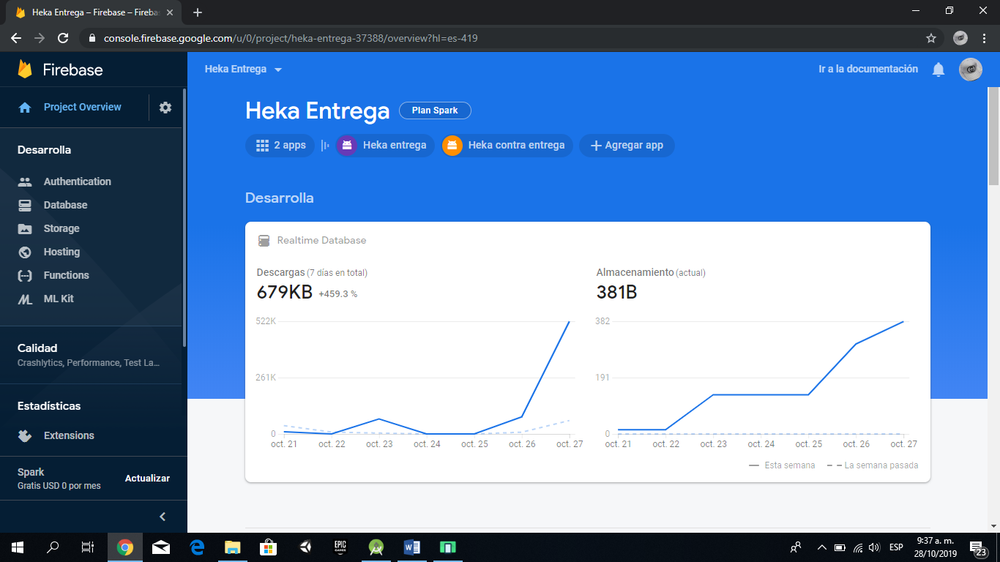 Heka Entrega – Firebase – Fireba
console.firebase.google.com/u/0/project/heka-entrega-37388/overview?hl=es-419
Firebase
Heka Entrega
Ir a la documentación
Project Overview
Heka Entrega
Plan Spark
2 apps
Heka entrega
Heka contra entrega
Agregar app
Desarrolla
Authentication
Database
Storage
Hosting
Functions
ML Kit
Calidad
Crashlytics, Performance, Test La...
Estadísticas
Extensions
Spark
Gratis USD 0 por mes
Actualizar
Desarrolla
Realtime Database
Descargas (7 días en total)
679KB +459.3 %
522K
261K
0
oct. 21 oct. 22 oct. 23 oct. 24 oct. 25 oct. 26 oct. 27
Almacenamiento (actual)
381B
382
191
0
oct. 21 oct. 22 oct. 23 oct. 24 oct. 25 oct. 26 oct. 27
Esta semana
La semana pasada
EPIC
GAMES
W
ESP
9:37 a. m.
28/10/2019
23